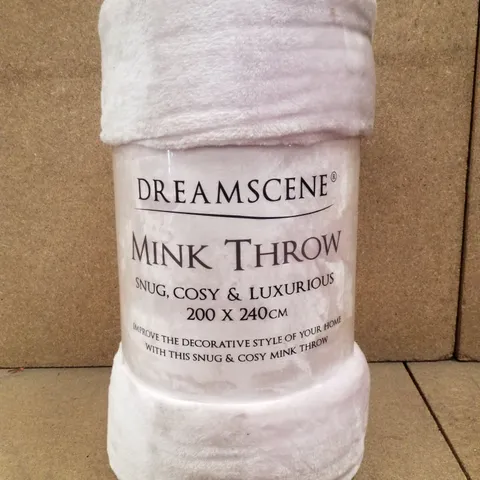 DREAMSCENE®
MINK THROW
SNUG, COSY & LUXURIOUS
200 X 240CM
IMPROVE THE DECORATIVE STYLE OF YOUR HOME
WITH THIS SNUG & COSY MINK THROW